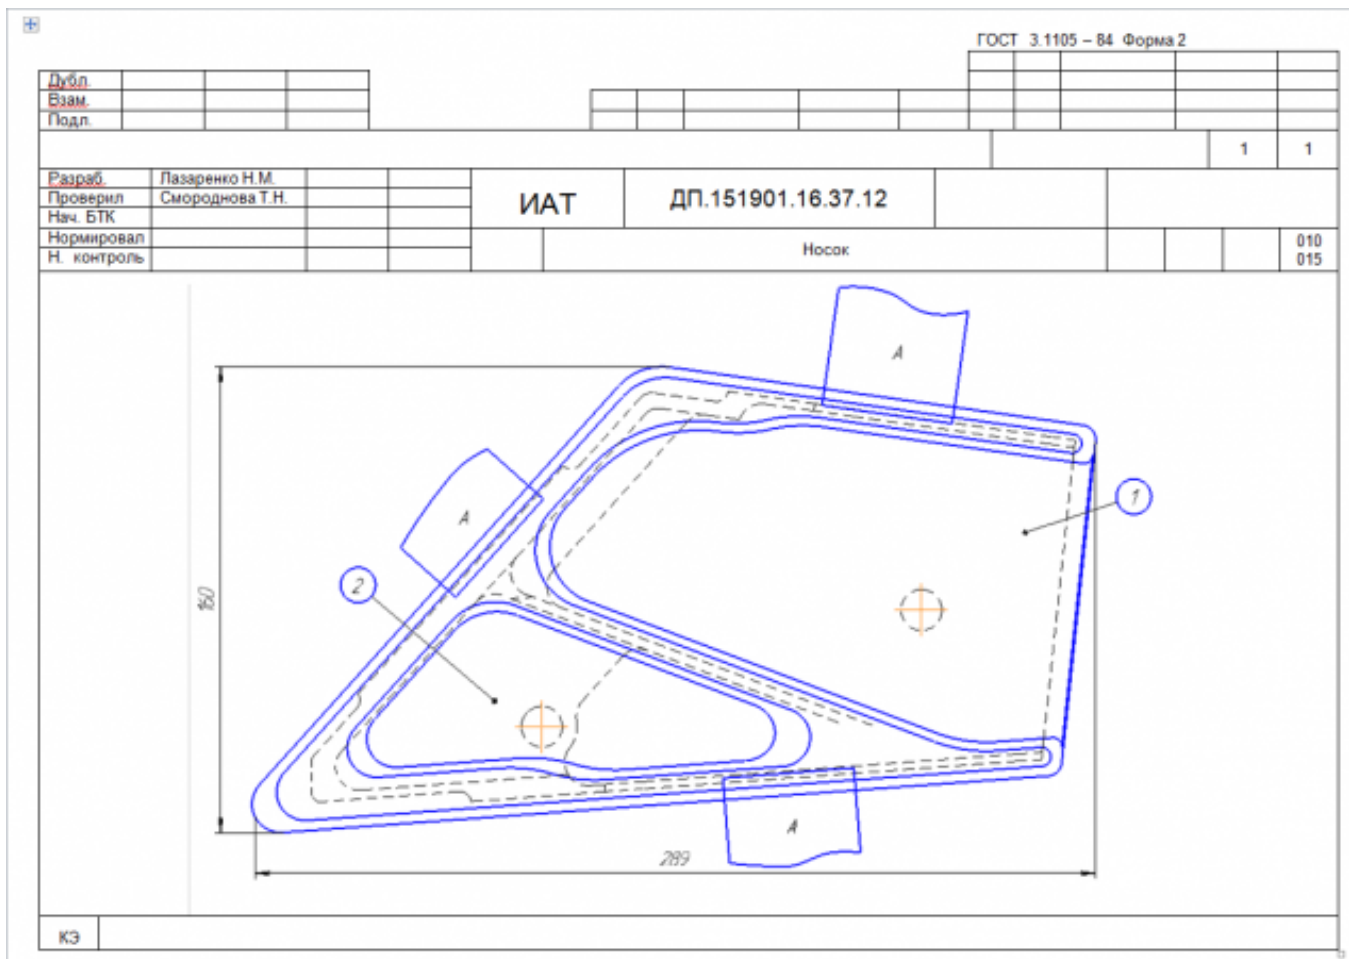 ГОСТ 3.1105 – 84 Форма 2
Дубл.
Взам.
Подл.
1 1
Разраб. Лазаренко Н.М.
Проверил Смороднова Т.Н.
Нач. БТК
ИАТ ДП.151901.16.37.12
Нормировал
Н. контроль
Носок
010
015
А
А
1
2
160
А
289
КЭ